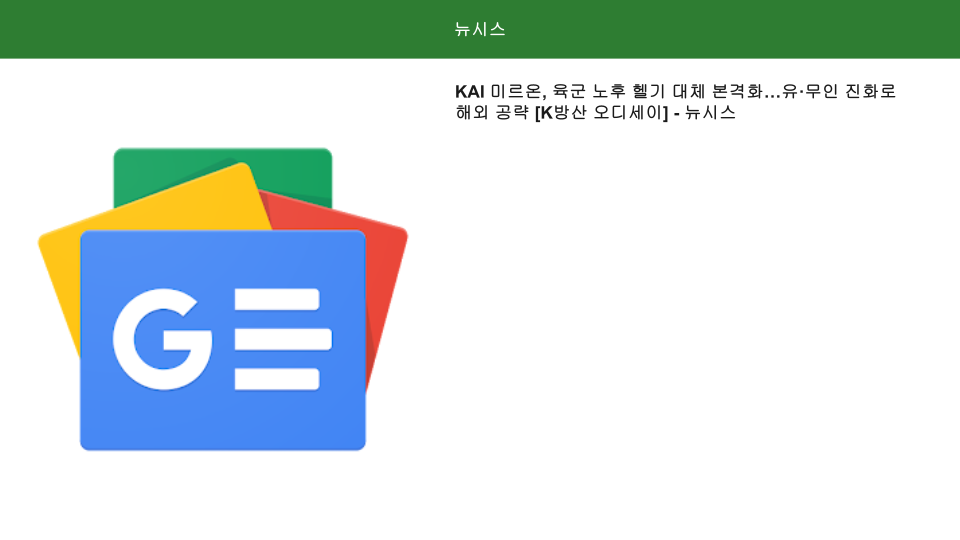 뉴시스
KAI 미르온, 육군 노후 헬기 대체 본격화...유·무인 진화로
해외 공략 [K방산 오디세이] - 뉴시스
G